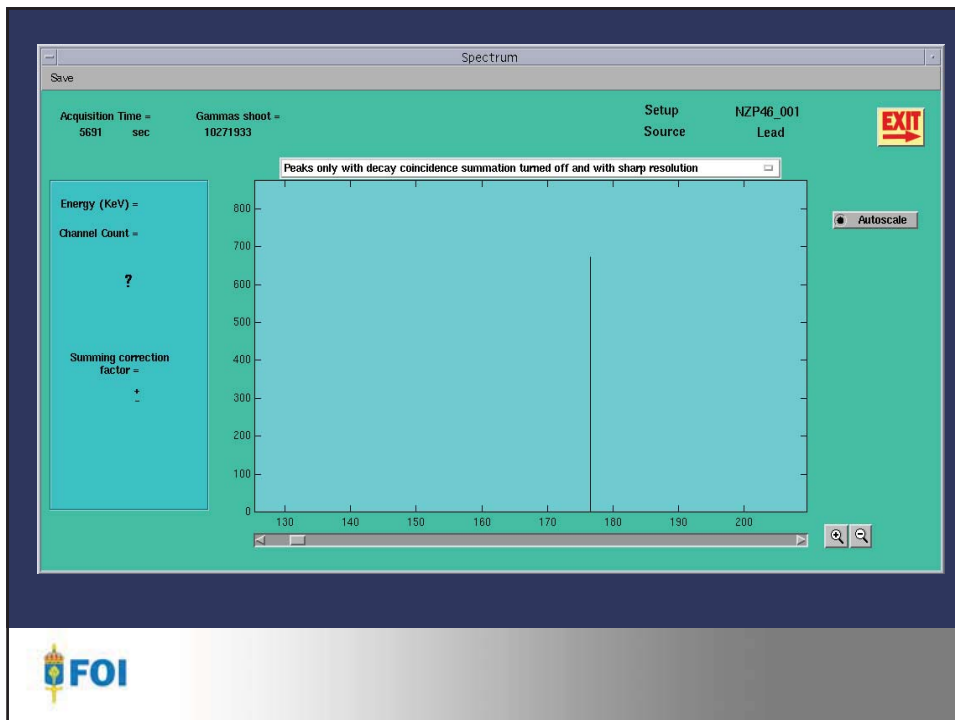 Spectrum
Save
Acquisition Time =
5691 sec
Gammas shoot =
10271933
Setup NZP46_001
Source Lead
EXIT
Peaks only with decay coincidence summation turned off and with sharp resolution
Energy (KeV) =
Channel Count =
?
Summing correction
factor =
+
-
Autoscale
800
700
600
500
400
300
200
100
0
130 140 150 160 170 180 190 200
FOI